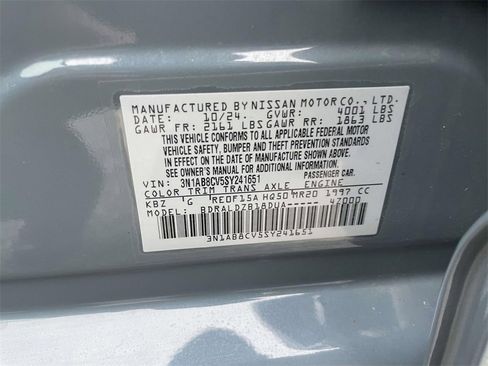 MANUFACTURED BY NISSAN MOTOR CO., LTD.
DATE: 10/24. GVWR: 4001 LBS
GAWR FR: 2161 LBS GAWR RR: 1863 LBS
THIS VEHICLE CONFORMS TO ALL APPLICABLE FEDERAL MOTOR
VEHICLE SAFETY, BUMPER, AND THEFT PREVENTION STANDARDS
IN EFFECT ON THE DATE OF MANUFACTURE SHOWN ABOVE.
SEE OWNER'S MANUAL FOR ADDITIONAL INFORMATION.
VIN: 3N1AB8CV5SY241651 PASSENGER CAR.
COLOR TRIM TRANS AXLE ENGINE
KBZ G RE0F15A HQ50 MR20 1997 CC
MODEL: BDRALDZB18DUA----- 4Z000
3N1AB8CV5SY241651